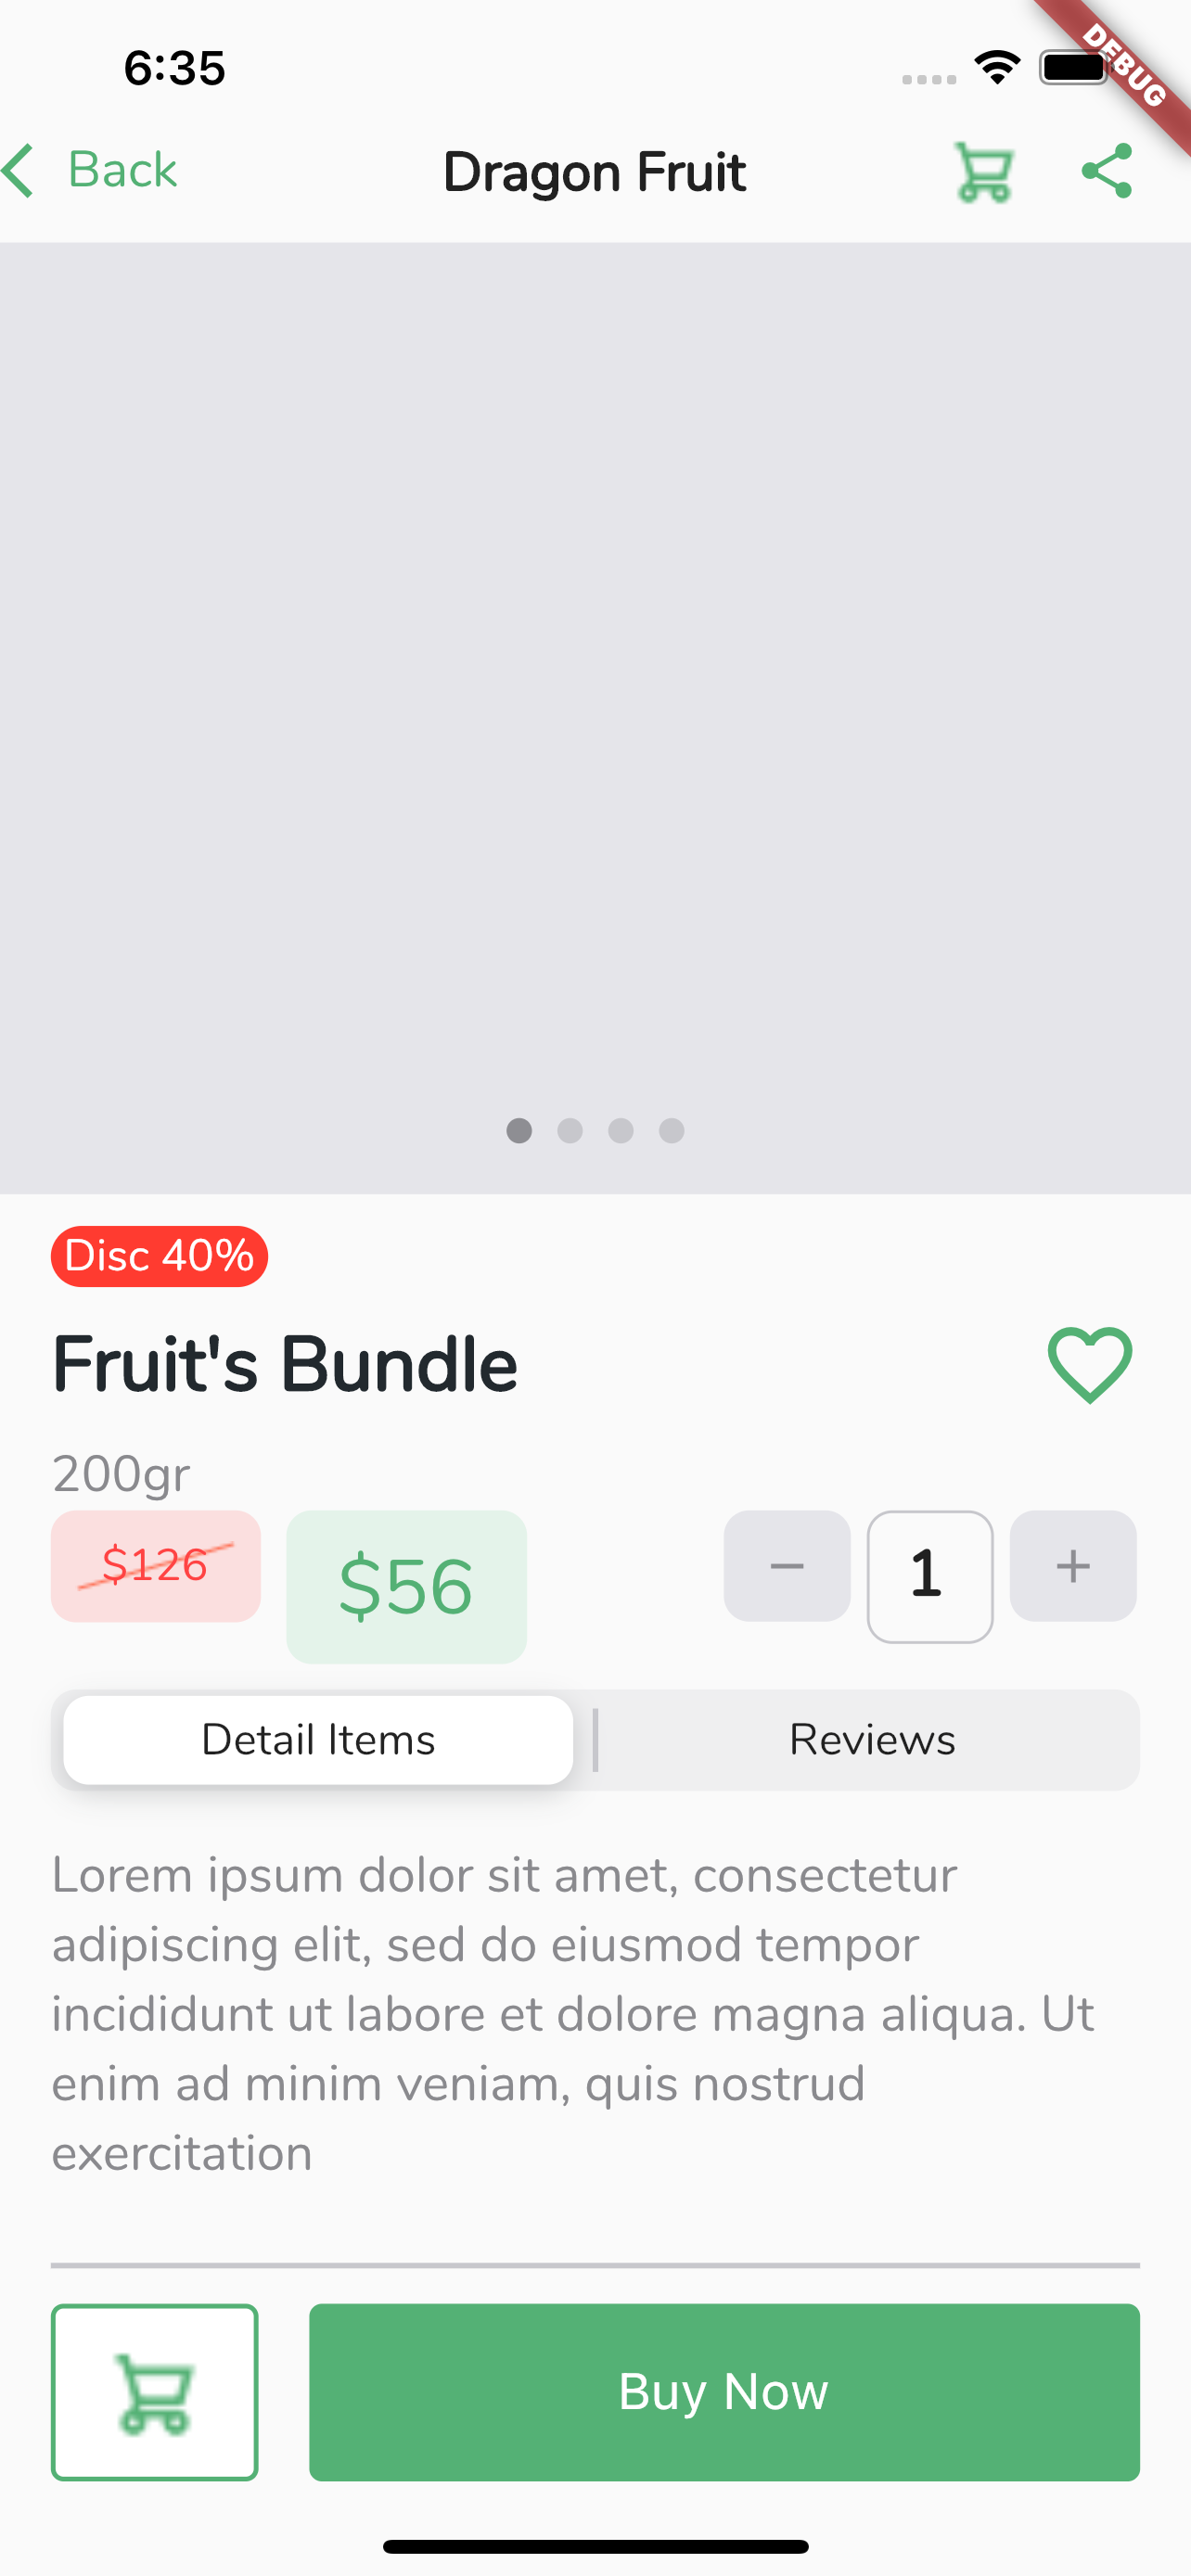 6:35
DEBUG
Back
Dragon Fruit
Disc 40%
Fruit's Bundle
200gr
$126
$56
− 1 +
Detail Items
Reviews
Lorem ipsum dolor sit amet, consectetur
adipiscing elit, sed do eiusmod tempor
incididunt ut labore et dolore magna aliqua. Ut
enim ad minim veniam, quis nostrud
exercitation
Buy Now